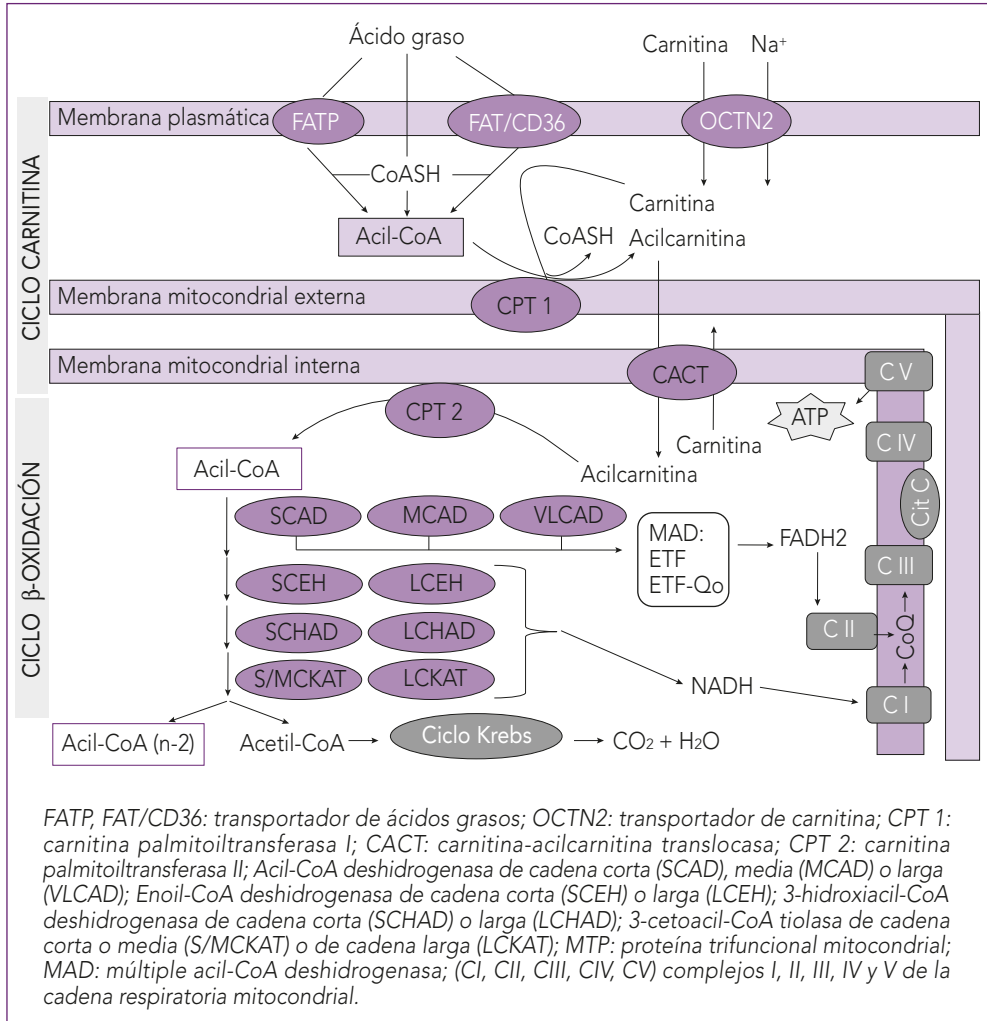 Ácido graso
Carnitina Na⁺
Membrana plasmática
FATP
FAT/CD36
OCTN2
CICLO CARNITINA
CoASH
Carnitina
Acil-CoA
CoASH
Acilcarnitina
Membrana mitocondrial externa
CPT 1
Membrana mitocondrial interna
CACT
C V
CPT 2
ATP
C IV
Carnitina
Acil-CoA
Acilcarnitina
Cit C
CICLO β-OXIDACIÓN
SCAD
MCAD
VLCAD
MAD:
ETF
ETF-Qo
FADH2
C III
SCEH
LCEH
SCHAD
LCHAD
C II
CoQ
S/MCKAT
LCKAT
NADH
C I
Acil-CoA (n-2)
Acetil-CoA
Ciclo Krebs
CO₂ + H₂O
FATP, FAT/CD36: transportador de ácidos grasos; OCTN2: transportador de carnitina; CPT 1:
carnitina palmitoiltransferasa I; CACT: carnitina-acilcarnitina translocasa; CPT 2: carnitina
palmitoiltransferasa II; Acil-CoA deshidrogenasa de cadena corta (SCAD), media (MCAD) o larga
(VLCAD); Enoil-CoA deshidrogenasa de cadena corta (SCEH) o larga (LCEH); 3-hidroxiacil-CoA
deshidrogenasa de cadena corta (SCHAD) o larga (LCHAD); 3-cetoacil-CoA tiolasa de cadena
corta o media (S/MCKAT) o de cadena larga (LCKAT); MTP: proteína trifuncional mitocondrial;
MAD: múltiple acil-CoA deshidrogenasa; (CI, CII, CIII, CIV, CV) complejos I, II, III, IV y V de la
cadena respiratoria mitocondrial.